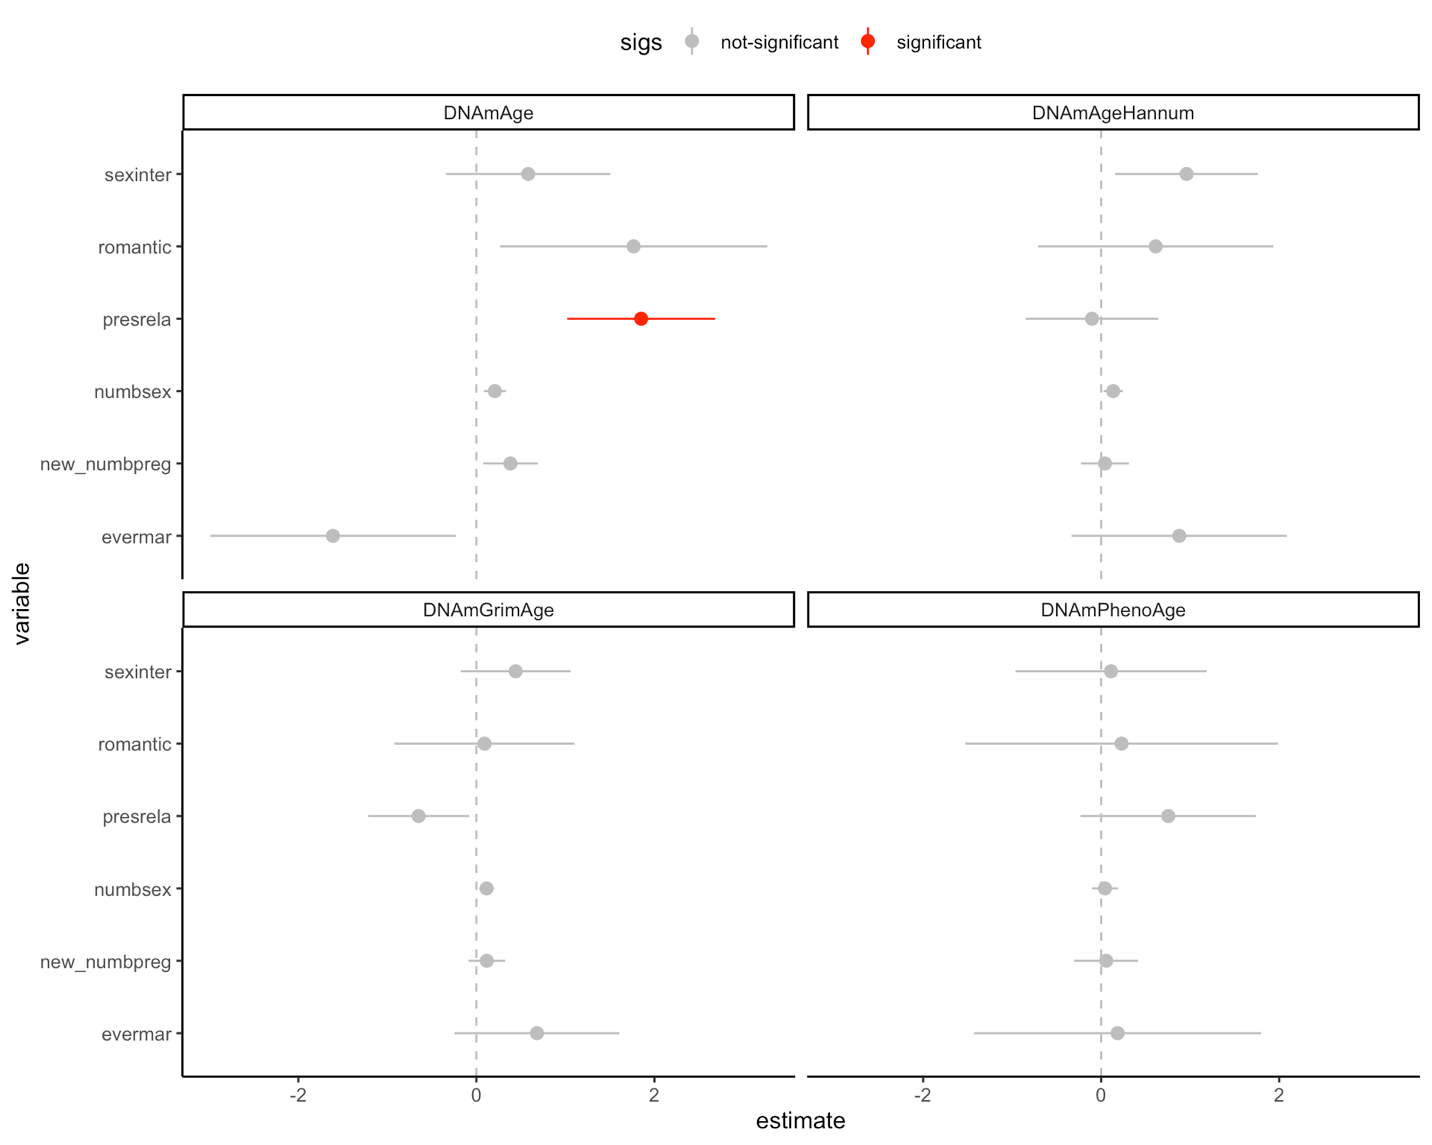 sigs not-significant significant
DNAmAge DNAmAgeHannum
sexinter
romantic
presrela
numbsex
new_numbpreg
evermar
variable
DNAmGrimAge DNAmPhenoAge
sexinter
romantic
presrela
numbsex
new_numbpreg
evermar
-2 0 2 -2 0 2
estimate